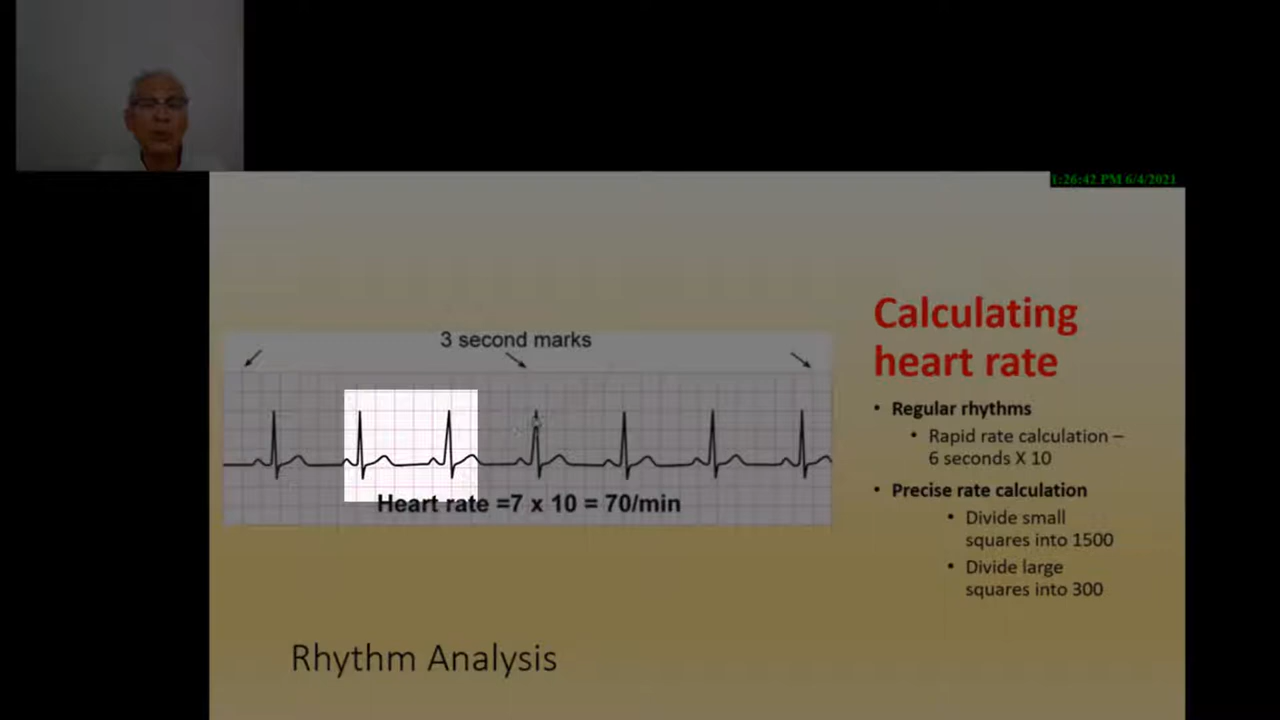 1:26:42 PM 6/4/2021
3 second marks
Heart rate =7 x 10 = 70/min
Calculating
heart rate
• Regular rhythms
• Rapid rate calculation –
6 seconds X 10
• Precise rate calculation
• Divide small
squares into 1500
• Divide large
squares into 300
Rhythm Analysis